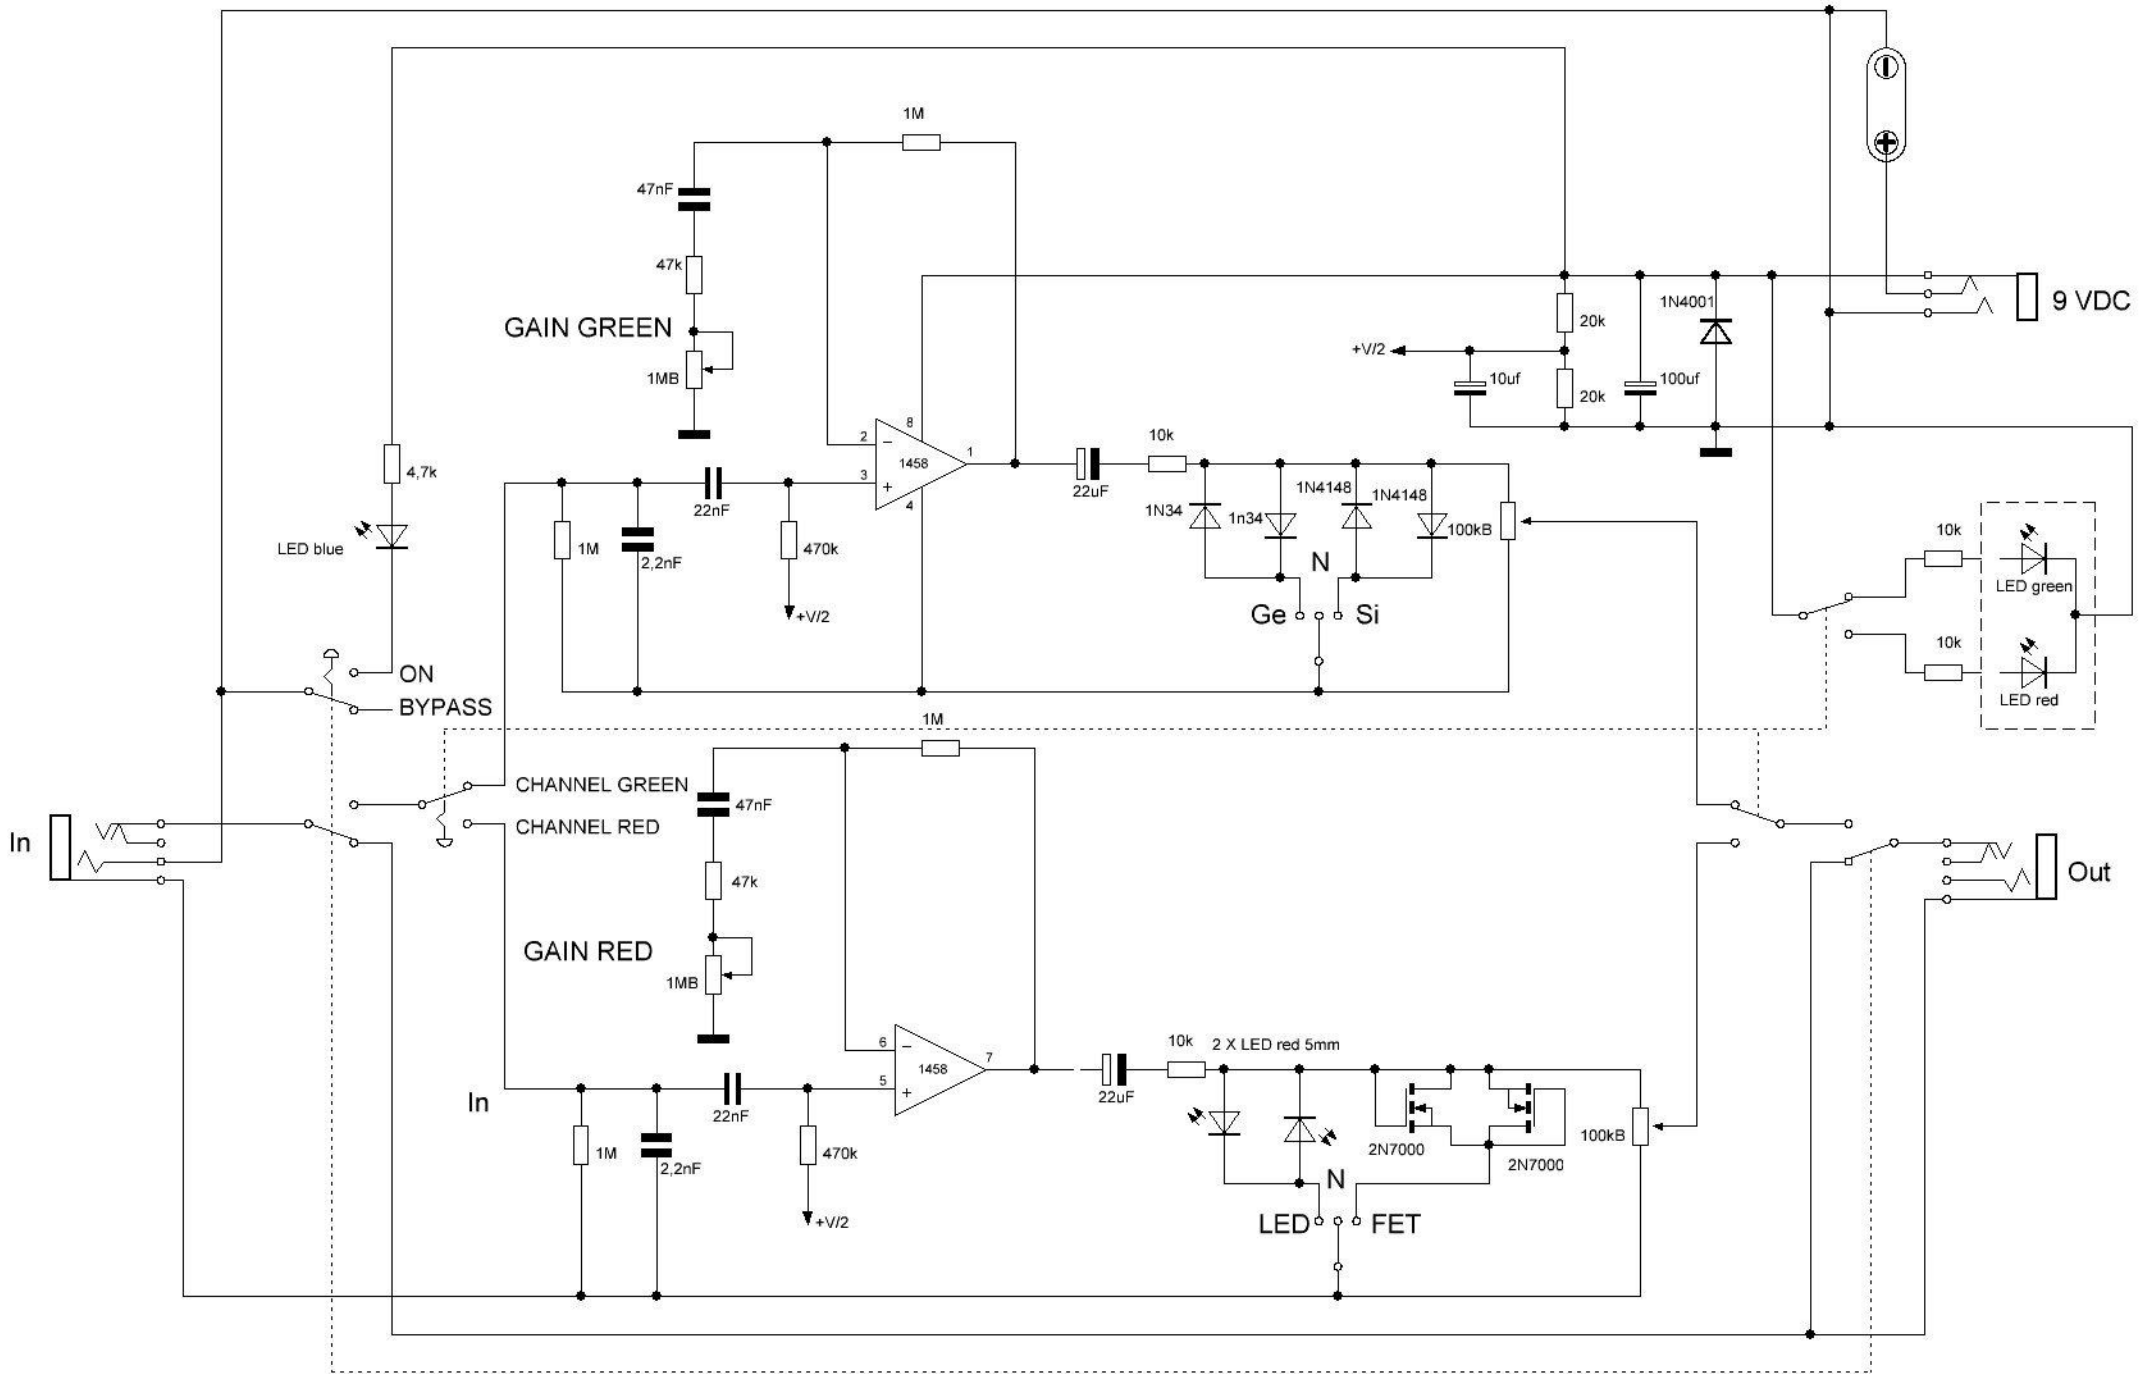 1M
47nF
47k
GAIN GREEN
1MB
1N4001
9 VDC
20k
+V/2
10uf
100uf
20k
8
2
−
1458
1
3
+
4
10k
22uF
4,7k
22nF
1N4148
1N4148
1N34
1n34
100kB
LED blue
1M
2,2nF
470k
10k
LED green
N
+V/2
Ge
Si
10k
LED red
ON
BYPASS
1M
CHANNEL GREEN
47nF
CHANNEL RED
In
47k
Out
GAIN RED
1MB
6
−
1458
7
5
+
10k
2 X LED red 5mm
22uF
In
22nF
1M
2,2nF
470k
2N7000
2N7000
100kB
N
+V/2
LED
FET